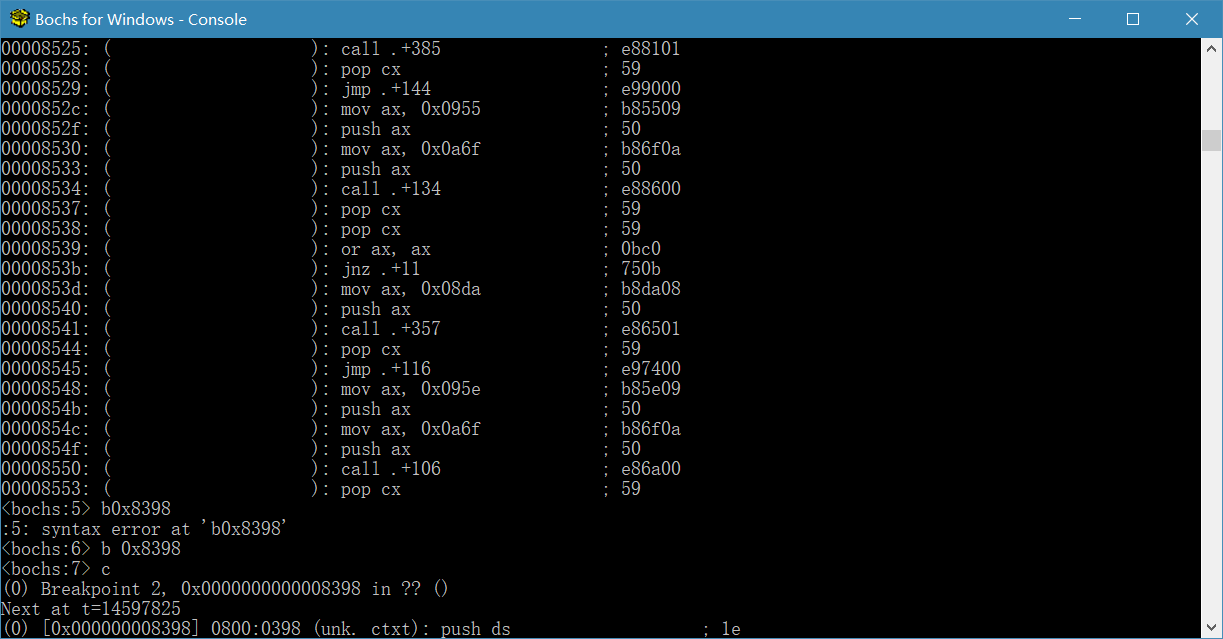 Bochs for Windows - Console
00008525: (                    ): call .+385                ; e88101
00008528: (                    ): pop cx                    ; 59
00008529: (                    ): jmp .+144                 ; e99000
0000852c: (                    ): mov ax, 0x0955            ; b85509
0000852f: (                    ): push ax                   ; 50
00008530: (                    ): mov ax, 0x0a6f            ; b86f0a
00008533: (                    ): push ax                   ; 50
00008534: (                    ): call .+134                ; e88600
00008537: (                    ): pop cx                    ; 59
00008538: (                    ): pop cx                    ; 59
00008539: (                    ): or ax, ax                 ; 0bc0
0000853b: (                    ): jnz .+11                  ; 750b
0000853d: (                    ): mov ax, 0x08da            ; b8da08
00008540: (                    ): push ax                   ; 50
00008541: (                    ): call .+357                ; e86501
00008544: (                    ): pop cx                    ; 59
00008545: (                    ): jmp .+116                 ; e97400
00008548: (                    ): mov ax, 0x095e            ; b85e09
0000854b: (                    ): push ax                   ; 50
0000854c: (                    ): mov ax, 0x0a6f            ; b86f0a
0000854f: (                    ): push ax                   ; 50
00008550: (                    ): call .+106                ; e86a00
00008553: (                    ): pop cx                    ; 59
<bochs:5> b0x8398
:5: syntax error at 'b0x8398'
<bochs:6> b 0x8398
<bochs:7> c
(0) Breakpoint 2, 0x0000000000008398 in ?? ()
Next at t=14597825
(0) [0x000000008398] 0800:0398 (unk. ctxt): push ds                   ; 1e